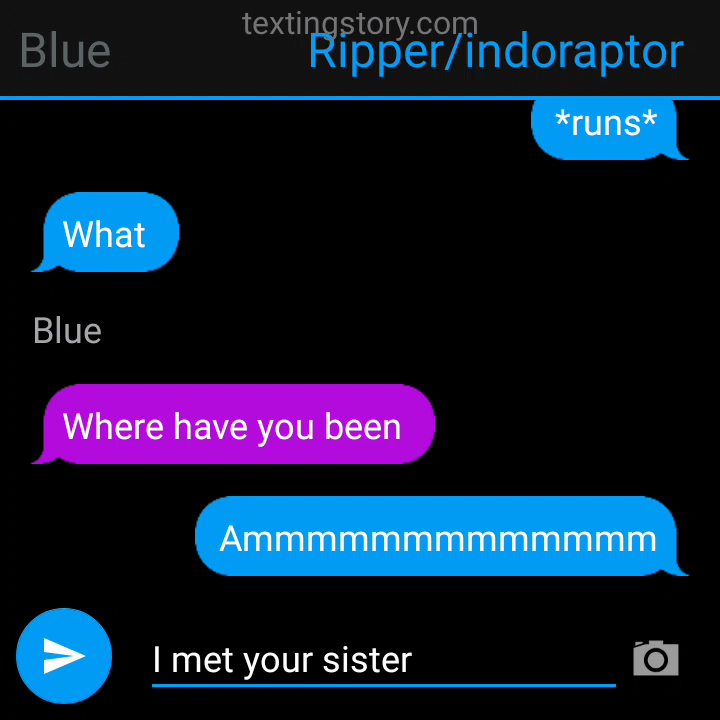 textingstory.com
Blue Ripper/indoraptor
*runs*
What
Blue
Where have you been
Ammmmmmmmmmmmm
I met your sister